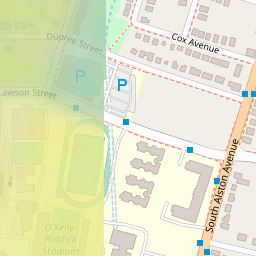 Cox Avenue
Dupree Street
P
P
Lawson Street
South Alston Avenue
O'Kelly-
Riddick
Stadium